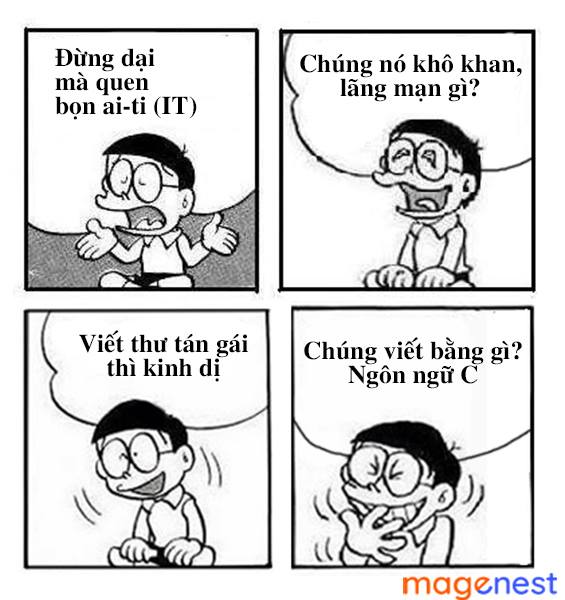 Đừng dại
mà quen
bọn ai-ti (IT)
Chúng nó khô khan,
lãng mạn gì?
Viết thư tán gái
thì kinh dị
Chúng viết bằng gì?
Ngôn ngữ C
magenest